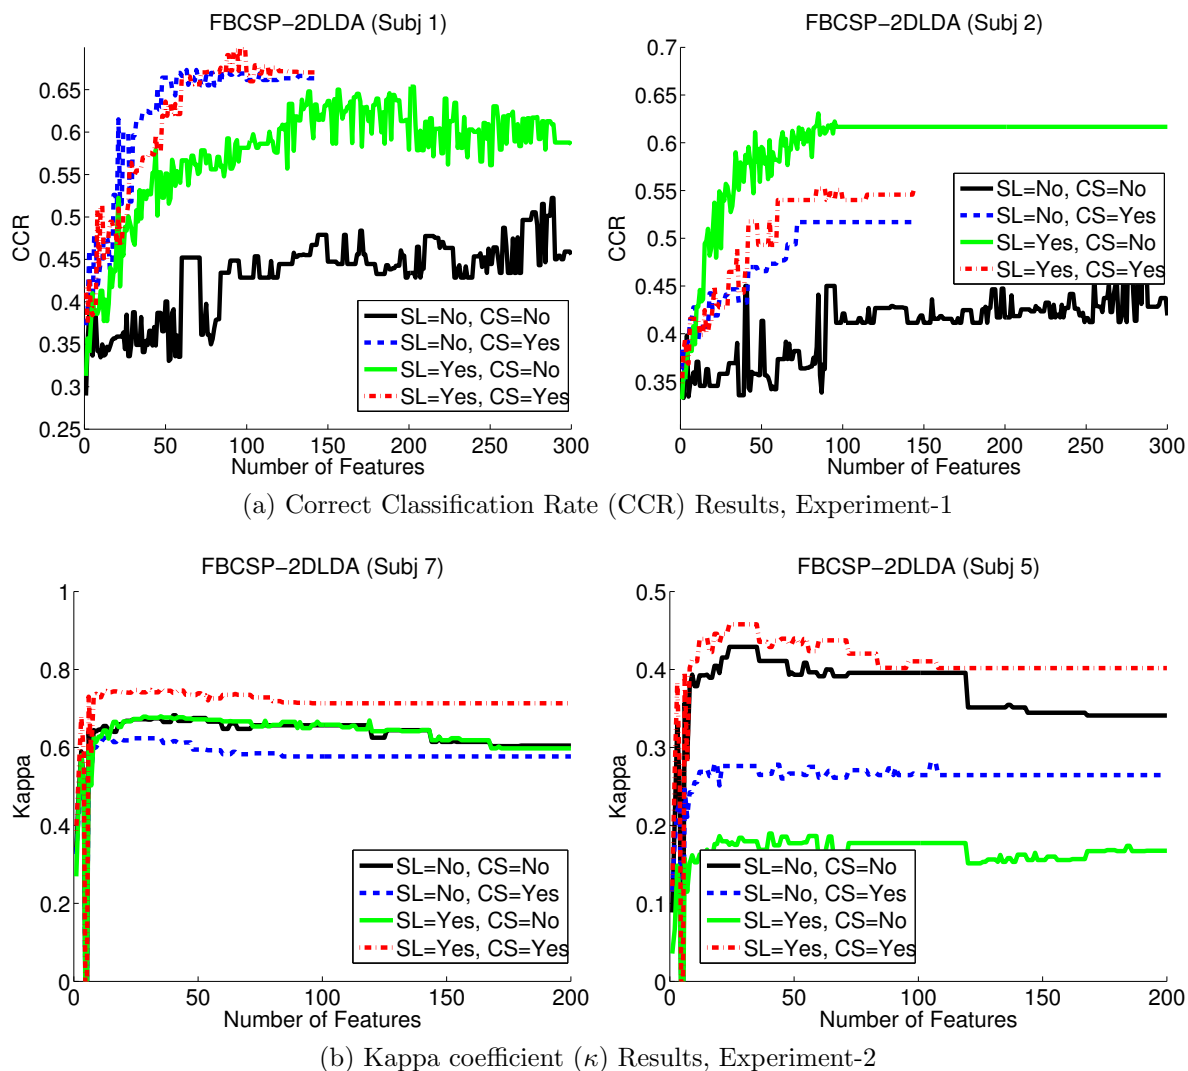 FBCSP−2DLDA (Subj 1)
CCR
0.65
0.6
0.55
0.5
0.45
0.4
0.35
0.3
0.25
0 50 100 150 200 250 300
Number of Features
SL=No, CS=No
SL=No, CS=Yes
SL=Yes, CS=No
SL=Yes, CS=Yes
FBCSP−2DLDA (Subj 2)
CCR
0.7
0.65
0.6
0.55
0.5
0.45
0.4
0.35
0 50 100 150 200 250 300
Number of Features
SL=No, CS=No
SL=No, CS=Yes
SL=Yes, CS=No
SL=Yes, CS=Yes
(a) Correct Classification Rate (CCR) Results, Experiment-1
FBCSP−2DLDA (Subj 7)
Kappa
1
0.8
0.6
0.4
0.2
0
0 50 100 150 200
Number of Features
SL=No, CS=No
SL=No, CS=Yes
SL=Yes, CS=No
SL=Yes, CS=Yes
FBCSP−2DLDA (Subj 5)
Kappa
0.5
0.4
0.3
0.2
0.1
0
0 50 100 150 200
Number of Features
SL=No, CS=No
SL=No, CS=Yes
SL=Yes, CS=No
SL=Yes, CS=Yes
(b) Kappa coefficient (κ) Results, Experiment-2